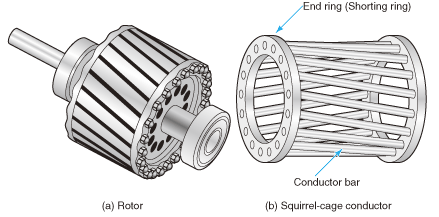 End ring (Shorting ring)
Conductor bar
(a) Rotor
(b) Squirrel-cage conductor